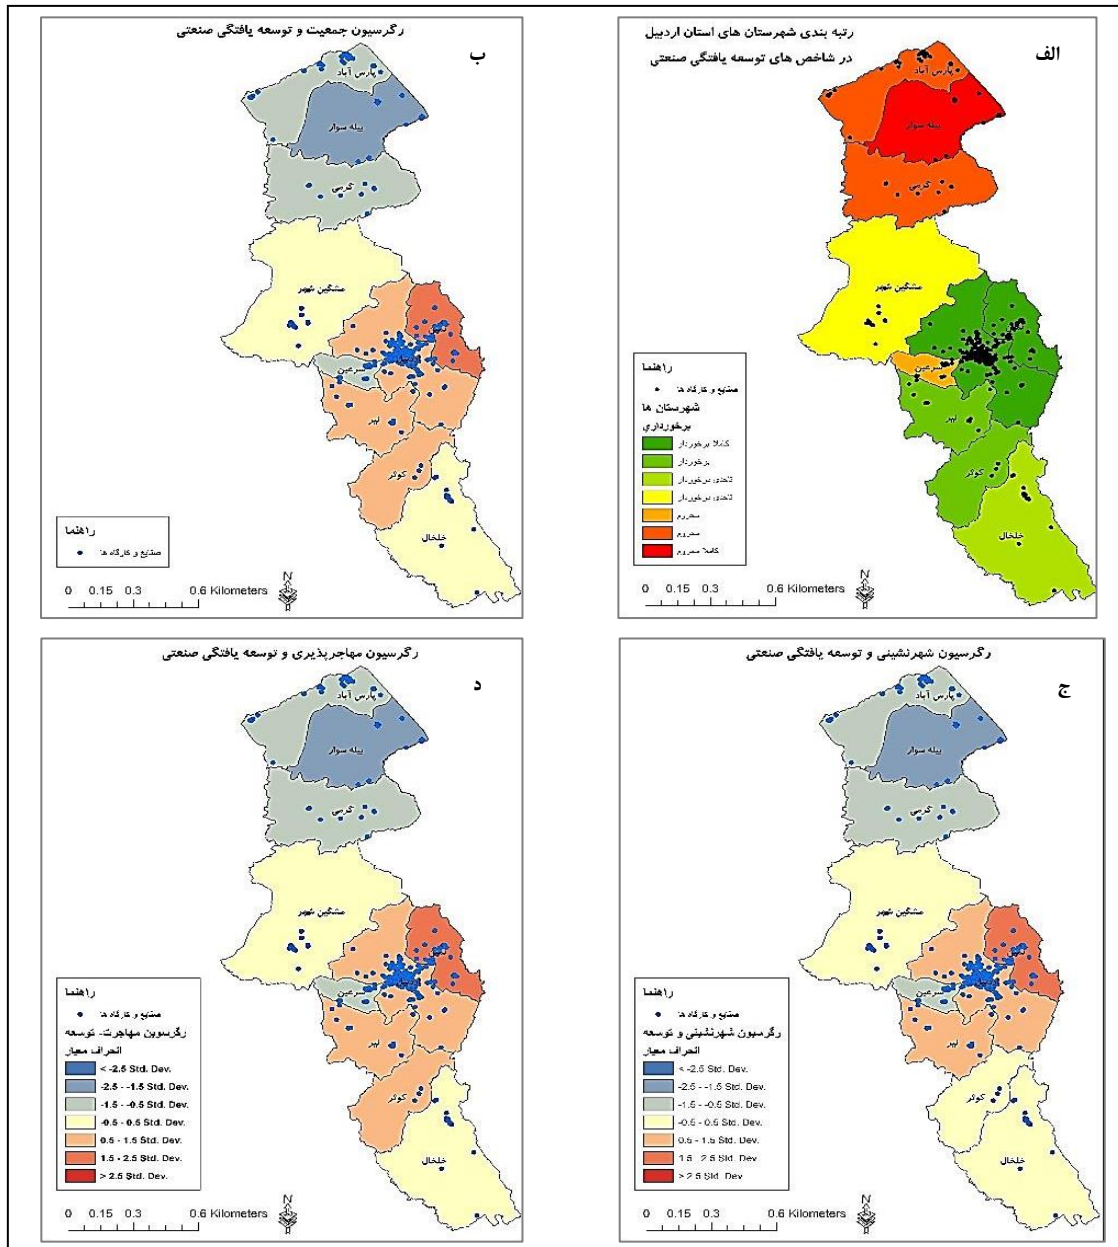 الف
رتبه بندی شهرستان های استان اردبیل
در شاخص های توسعه یافتگی صنعتی
پارس آباد
بیله سوار
گرمی
مشگین شهر
سرعین
نیر
کوثر
خلخال
راهنما
صنایع و کارگاه ها
شهرستان ها
برخورداری
کاملا برخوردار
برخوردار
تاحدی برخوردار
تاحدی برخوردار
محروم
محروم
کاملا محروم
N
0 0.15 0.3 0.6 Kilometers
ب
رگرسیون جمعیت و توسعه یافتگی صنعتی
پارس آباد
بیله سوار
گرمی
مشگین شهر
سرعین
نیر
کوثر
خلخال
راهنما
صنایع و کارگاه ها
N
0 0.15 0.3 0.6 Kilometers
ج
رگرسیون شهرنشینی و توسعه یافتگی صنعتی
پارس آباد
بیله سوار
گرمی
مشگین شهر
سرعین
نیر
کوثر
خلخال
راهنما
صنایع و کارگاه ها
رگرسیون شهرنشینی و توسعه
انحراف معیار
< -2.5 Std. Dev.
-2.5 - -1.5 Std. Dev.
-1.5 - -0.5 Std. Dev.
-0.5 - 0.5 Std. Dev.
0.5 - 1.5 Std. Dev.
1.5 - 2.5 Std. Dev.
> 2.5 Std. Dev.
N
0 0.15 0.3 0.6 Kilometers
د
رگرسیون مهاجرپذیری و توسعه یافتگی صنعتی
پارس آباد
بیله سوار
گرمی
مشگین شهر
سرعین
نیر
کوثر
خلخال
راهنما
صنایع و کارگاه ها
رگرسیون مهاجرت- توسعه
انحراف معیار
< -2.5 Std. Dev.
-2.5 - -1.5 Std. Dev.
-1.5 - -0.5 Std. Dev.
-0.5 - 0.5 Std. Dev.
0.5 - 1.5 Std. Dev.
1.5 - 2.5 Std. Dev.
> 2.5 Std. Dev.
N
0 0.15 0.3 0.6 Kilometers